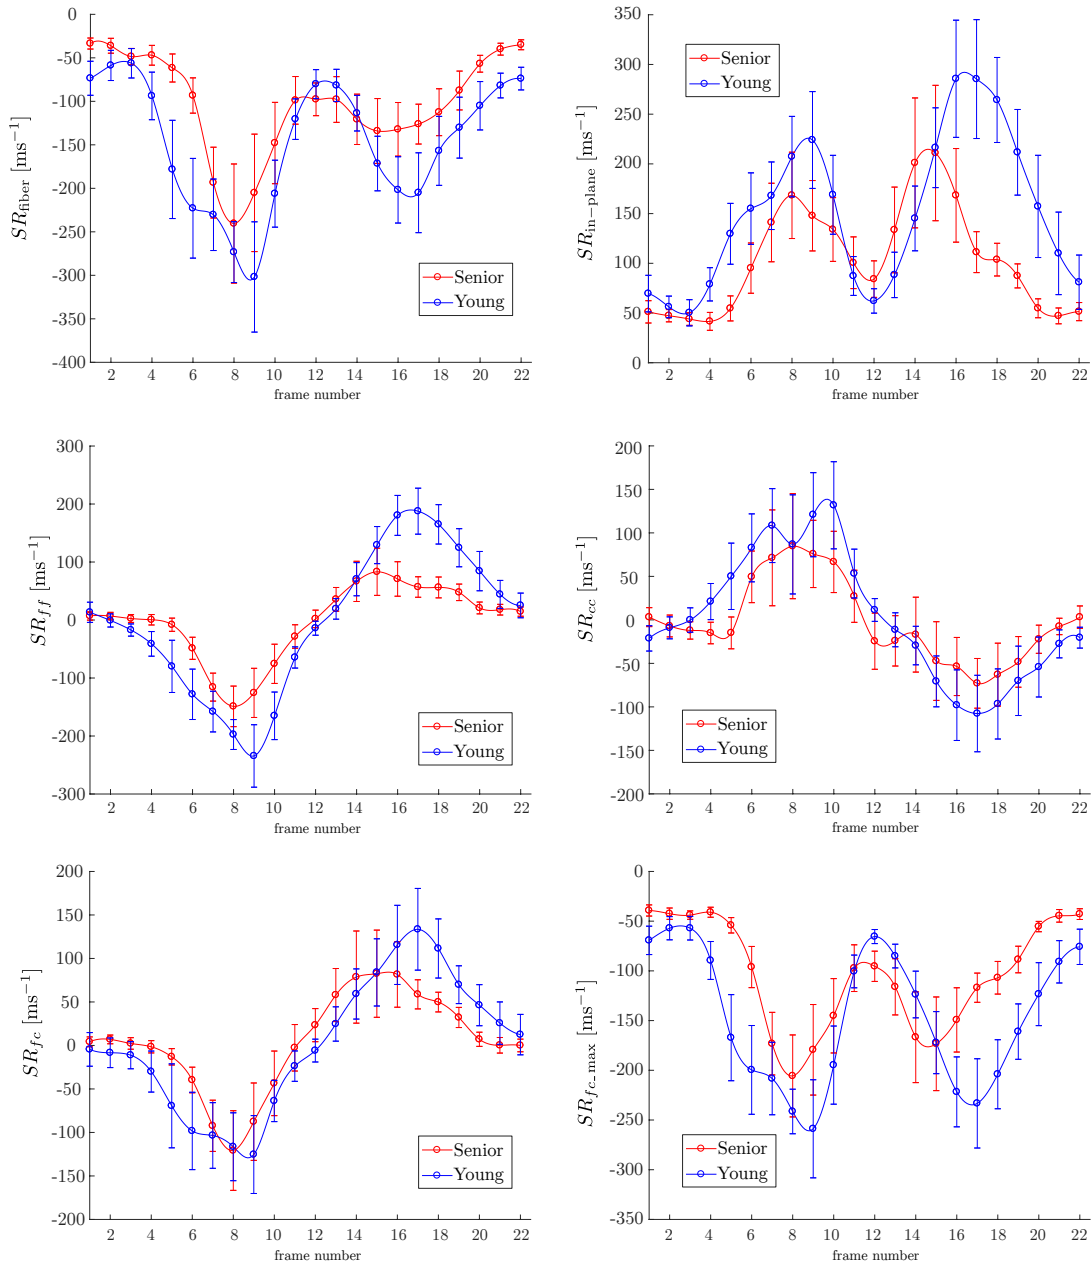 0
-50
-100
-150
-200
-250
-300
-350
-400
2 4 6 8 10 12 14 16 18 20 22
frame number
SR_fiber [ms⁻¹]
Senior
Young
350
300
250
200
150
100
50
0
2 4 6 8 10 12 14 16 18 20 22
frame number
SR_in−plane [ms⁻¹]
Senior
Young
300
200
100
0
-100
-200
-300
2 4 6 8 10 12 14 16 18 20 22
frame number
SR_ff [ms⁻¹]
Senior
Young
200
150
100
50
0
-50
-100
-150
-200
2 4 6 8 10 12 14 16 18 20 22
frame number
SR_cc [ms⁻¹]
Senior
Young
200
150
100
50
0
-50
-100
-150
-200
2 4 6 8 10 12 14 16 18 20 22
frame number
SR_fc [ms⁻¹]
Senior
Young
0
-50
-100
-150
-200
-250
-300
-350
2 4 6 8 10 12 14 16 18 20 22
frame number
SR_fc_max [ms⁻¹]
Senior
Young